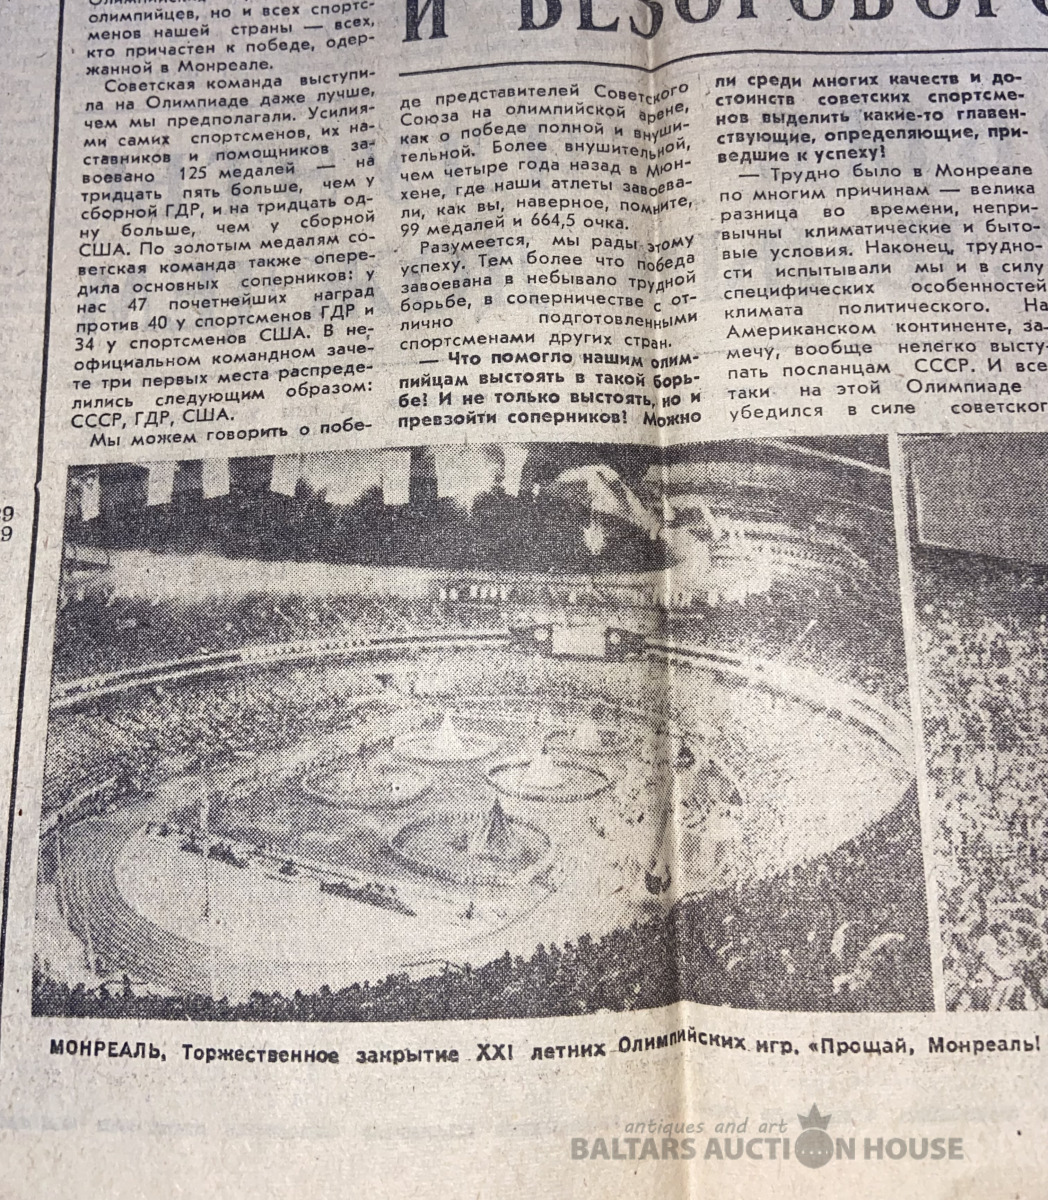 олимпийцев, но и всех спортс-
менов нашей страны — всех,
кто причастен к победе, одер-
жанной в Монреале.
Советская команда выступи-
ла на Олимпиаде даже лучше,
чем мы предполагали. Усилия-
ми самих спортсменов, их на-
ставников и помощников за-
воевано 125 медалей — на
тридцать пять больше, чем у
сборной ГДР, и на тридцать од-
ну больше, чем у сборной
США. По золотым медалям со-
ветская команда также опере-
дила основных соперников: у
нас 47 почетнейших наград
против 40 у спортсменов ГДР и
34 у спортсменов США. В не-
официальном командном заче-
те три первых места распреде-
лились следующим образом:
СССР, ГДР, США.
Мы можем говорить о побе-
де представителей Советского
Союза на олимпийской арене,
как о победе полной и внуши-
тельной. Более внушительной,
чем четыре года назад в Мюн-
хене, где наши атлеты завоева-
ли, как вы, наверное, помните,
99 медалей и 664,5 очка.
Разумеется, мы рады этому
успеху. Тем более что победа
завоевана в небывало трудной
борьбе, в соперничестве с от-
лично подготовленными
спортсменами других стран.
— Что помогло нашим олим-
пийцам выстоять в такой борь-
бе? И не только выстоять, но и
превзойти соперников? Можно
ли среди многих качеств и до-
стоинств советских спортсме-
нов выделить какие-то главен-
ствующие, определяющие, при-
ведшие к успеху?
— Трудно было в Монреале
по многим причинам — велика
разница во времени, непри-
вычны климатические и быто-
вые условия. Наконец, трудно-
сти испытывали мы и в силу
специфических особенностей
климата политического. На
Американском континенте, за-
мечу, вообще нелегко высту-
пать посланцам СССР. И все
таки на этой Олимпиаде
убедился в силе советског
МОНРЕАЛЬ. Торжественное закрытие XXI летних Олимпийских игр. «Прощай, Монреаль!
antiques and art
BALTARS AUCTION HOUSE